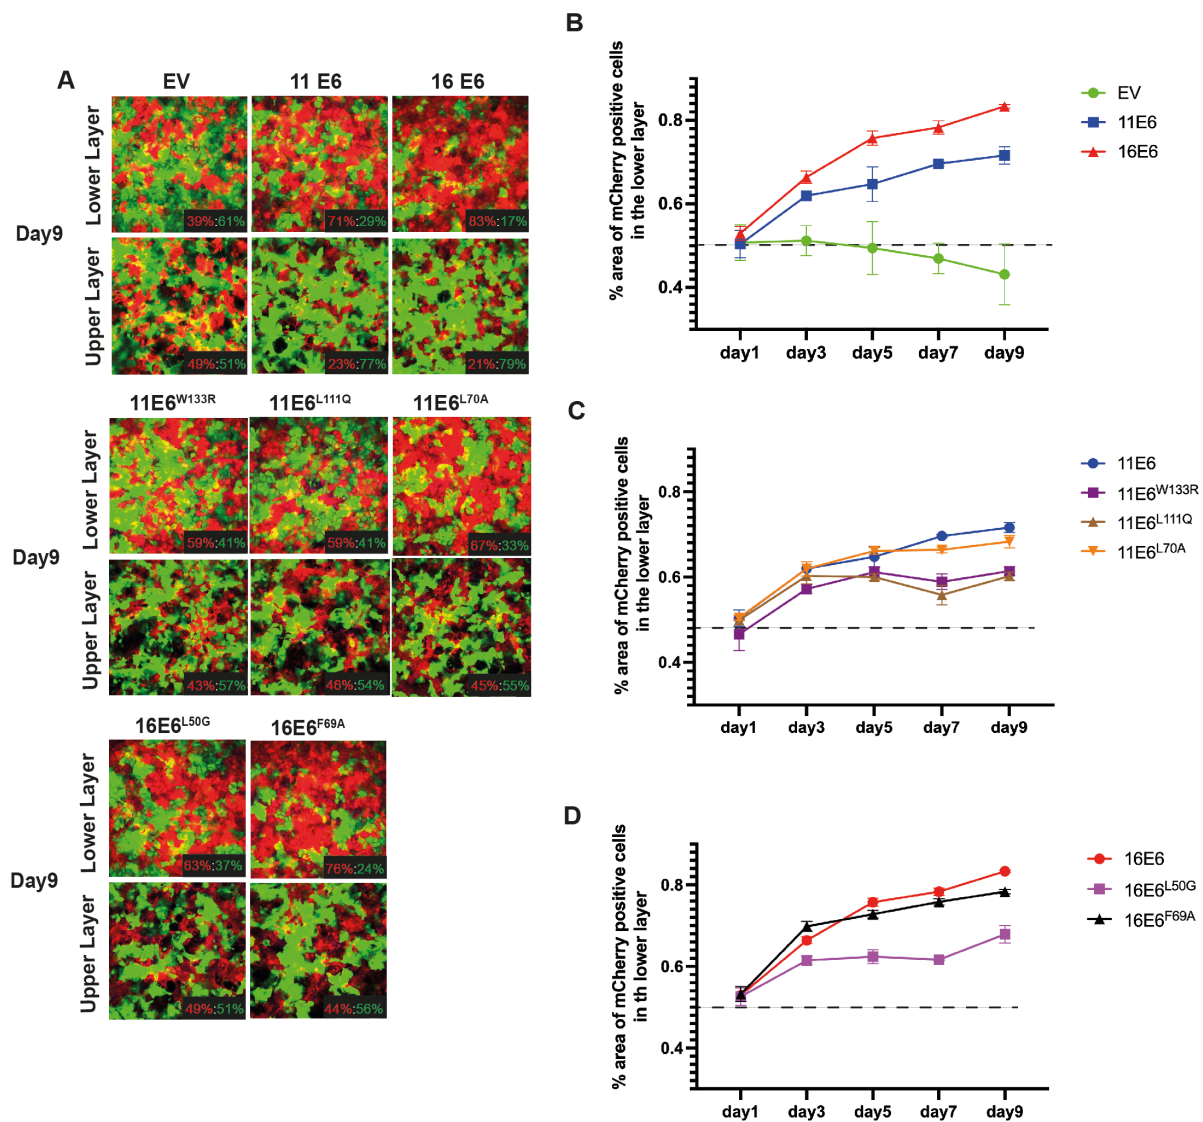 A
EV
11 E6
16 E6
Day9
Lower Layer
39%:61%
71%:29%
83%:17%
Upper Layer
49%:51%
23%:77%
21%:79%
11E6W133R
11E6L111Q
11E6L70A
Day9
Lower Layer
59%:41%
59%:41%
67%:33%
Upper Layer
43%:57%
46%:54%
45%:55%
16E6L50G
16E6F69A
Day9
Lower Layer
63%:37%
76%:24%
Upper Layer
49%:51%
44%:56%
B
% area of mCherry positive cells
in the lower layer
0.8
0.6
0.4
day1 day3 day5 day7 day9
EV
11E6
16E6
C
% area of mCherry positive cells
in the lower layer
0.8
0.6
0.4
day1 day3 day5 day7 day9
11E6
11E6W133R
11E6L111Q
11E6L70A
D
% area of mCherry positive cells
in th lower layer
0.8
0.6
0.4
day1 day3 day5 day7 day9
16E6
16E6L50G
16E6F69A